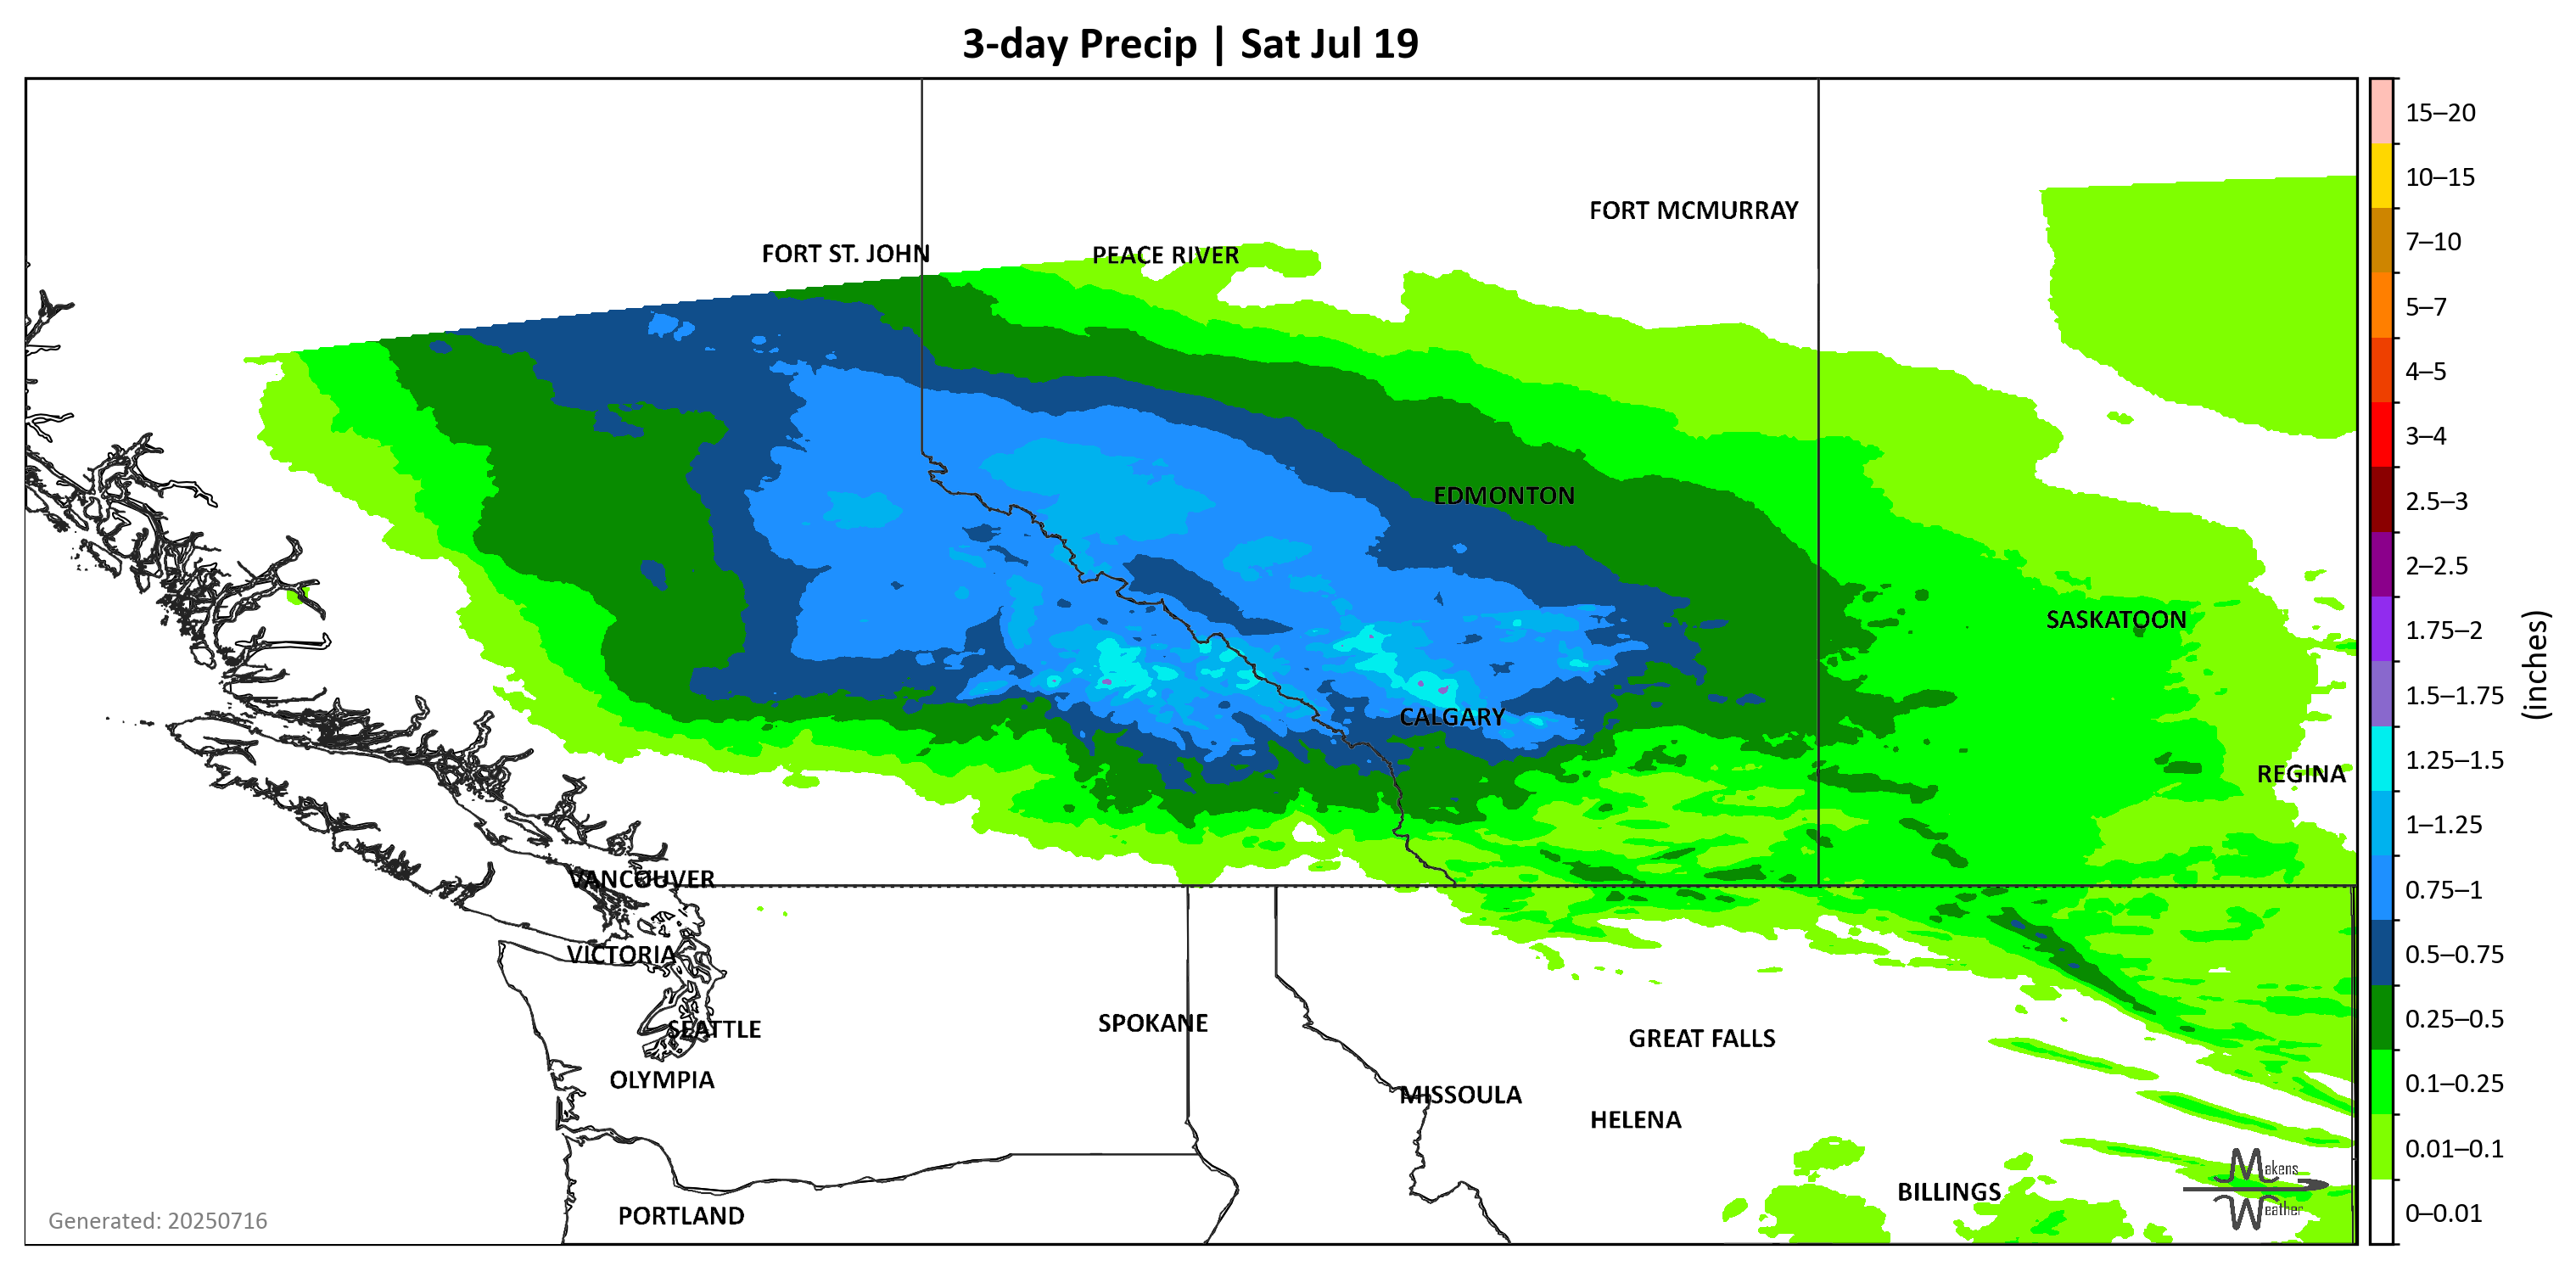 3-day Precip | Sat Jul 19
15–20
10–15
FORT MCMURRAY
7–10
FORT ST. JOHN
PEACE RIVER
5–7
4–5
3–4
EDMONTON
2.5–3
2–2.5
SASKATOON
1.75–2
(inches)
1.5–1.75
CALGARY
1.25–1.5
REGINA
1–1.25
VANCOUVER
0.75–1
VICTORIA
0.5–0.75
SPOKANE
0.25–0.5
SEATTLE
GREAT FALLS
OLYMPIA
0.1–0.25
MISSOULA
HELENA
0.01–0.1
Makens
Weather
BILLINGS
PORTLAND
0–0.01
Generated: 20250716